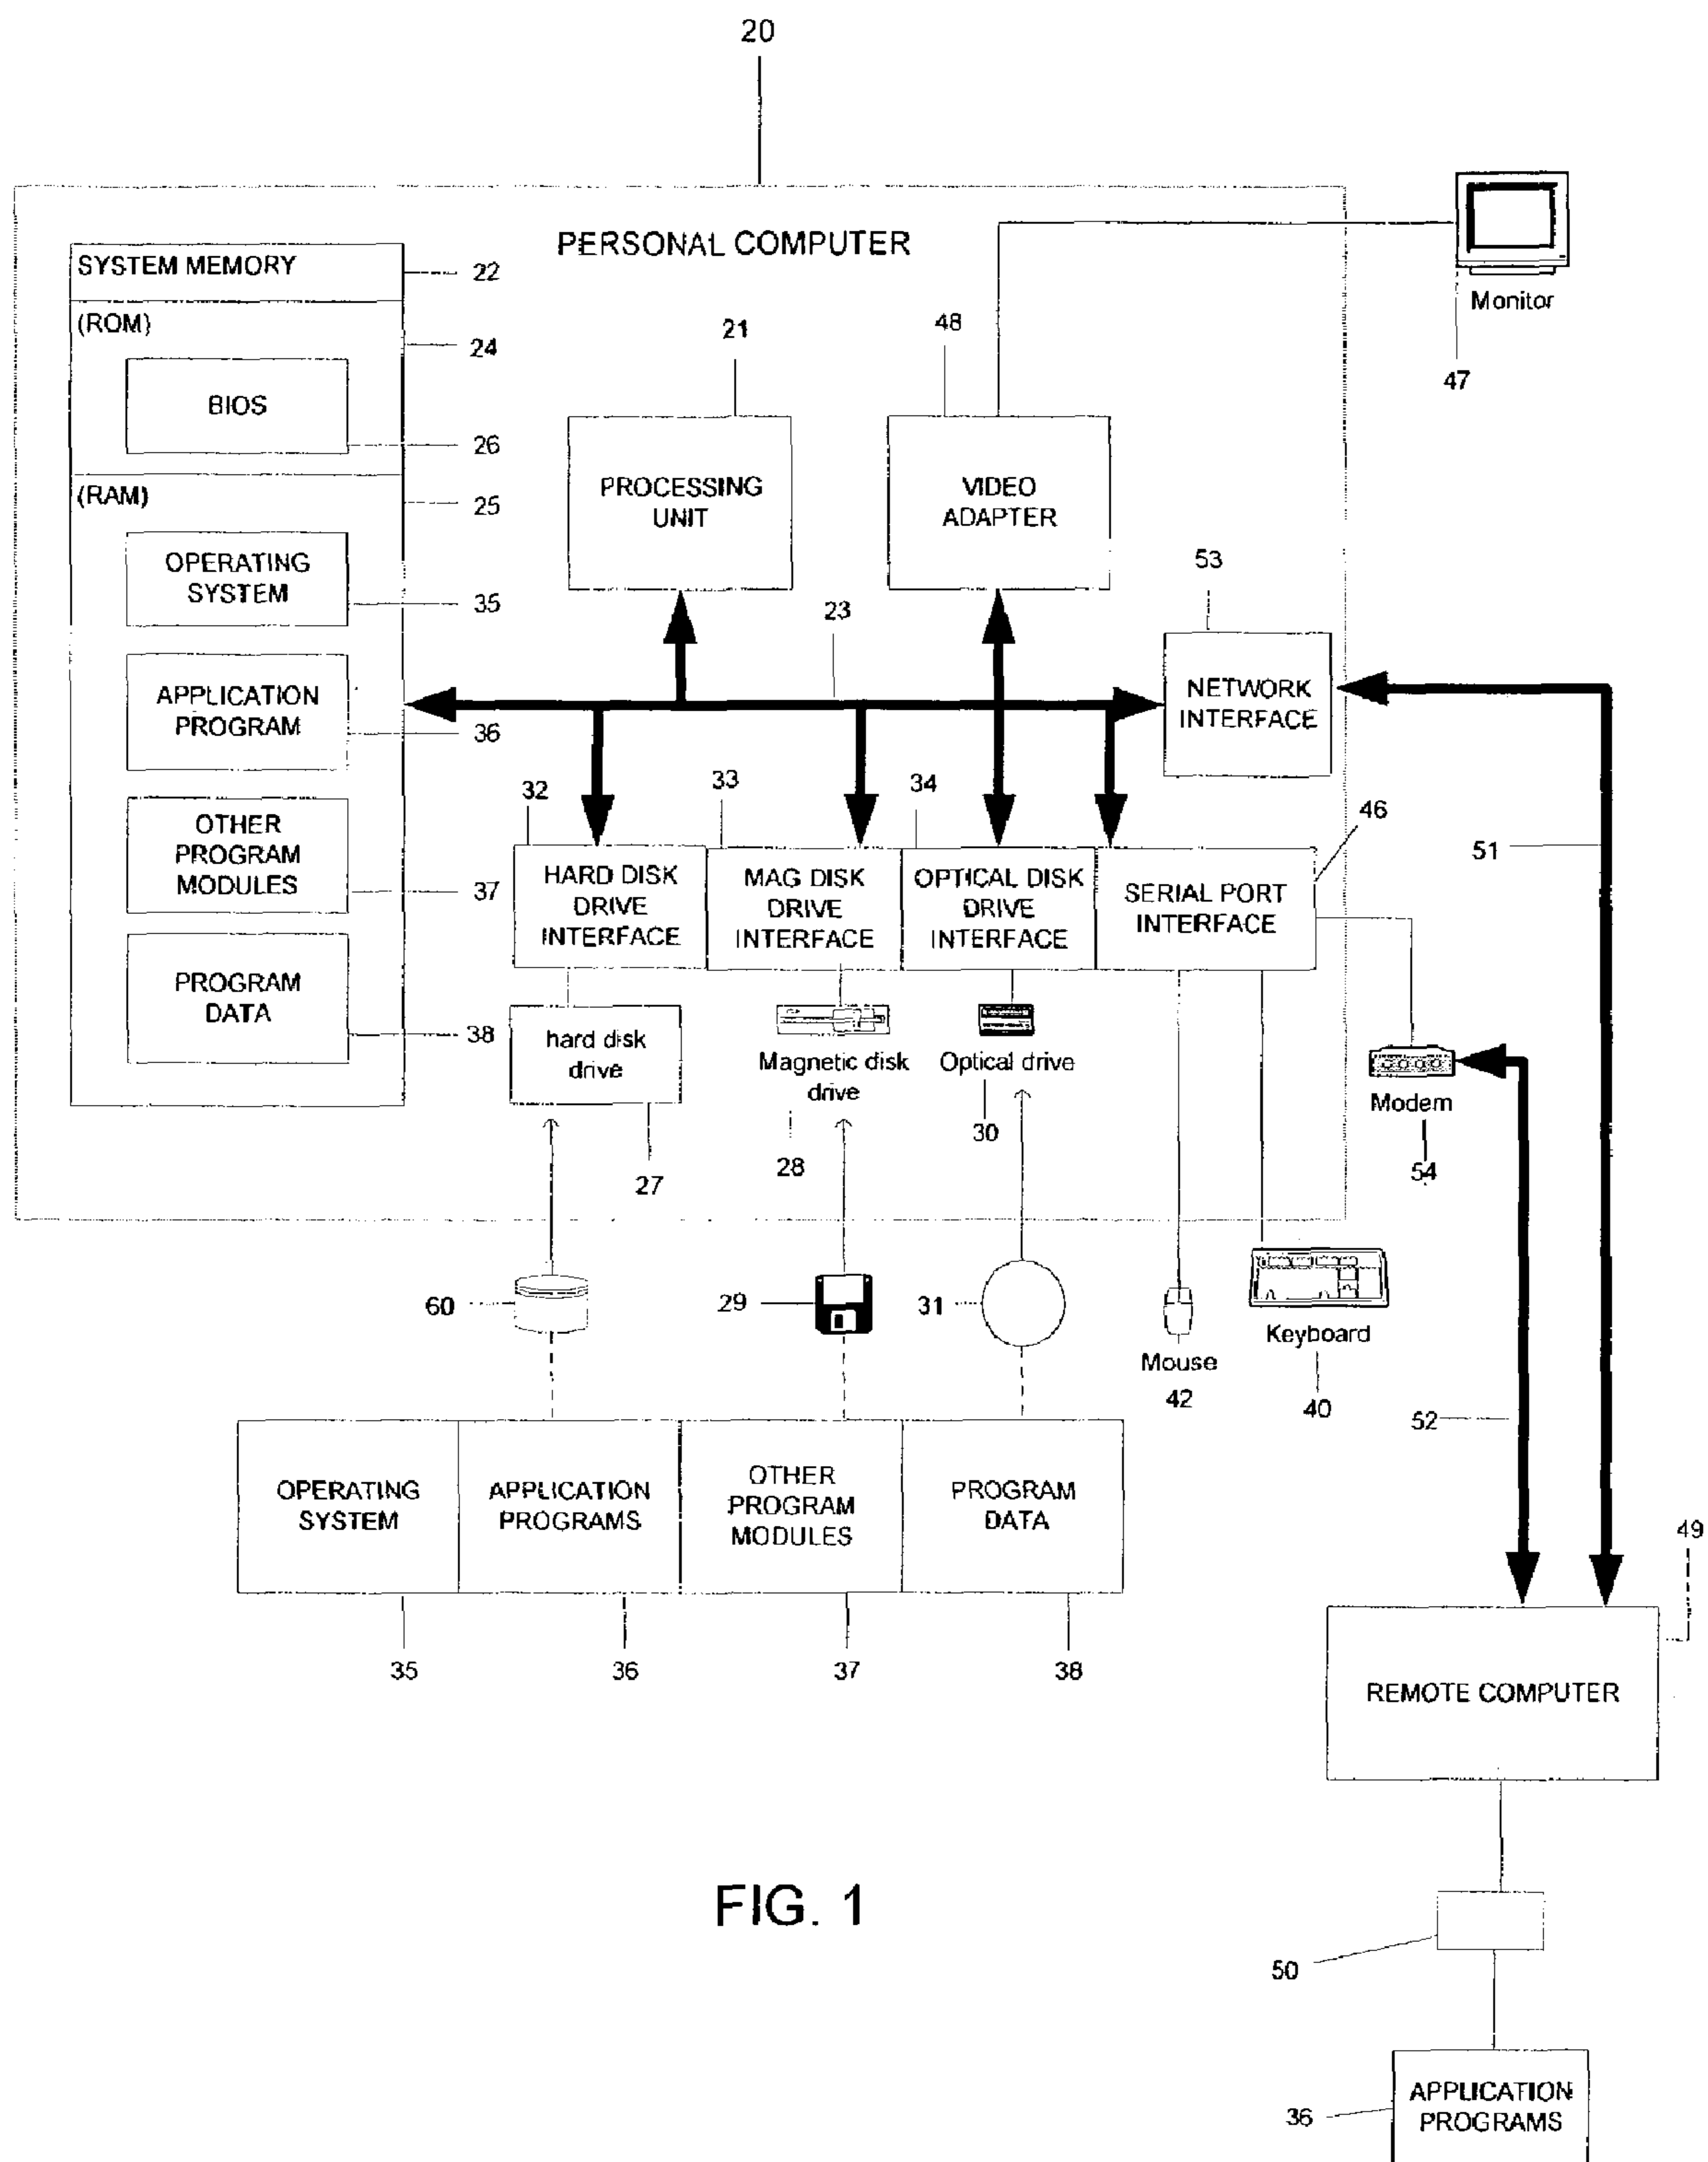 20
PERSONAL COMPUTER
SYSTEM MEMORY
22
(ROM)
24
BIOS
26
(RAM)
25
OPERATING
SYSTEM
35
APPLICATION
PROGRAM
36
OTHER
PROGRAM
MODULES
37
PROGRAM
DATA
38
21
PROCESSING
UNIT
48
VIDEO
ADAPTER
Monitor
47
23
53
NETWORK
INTERFACE
32
HARD DISK
DRIVE
INTERFACE
33
MAG DISK
DRIVE
INTERFACE
34
OPTICAL DISK
DRIVE
INTERFACE
46
SERIAL PORT
INTERFACE
51
hard disk
drive
27
Magnetic disk
drive
28
Optical drive
30
Modem
54
60
29
31
Mouse
42
Keyboard
40
52
OPERATING
SYSTEM
35
APPLICATION
PROGRAMS
36
OTHER
PROGRAM
MODULES
37
PROGRAM
DATA
38
49
REMOTE COMPUTER
50
36
APPLICATION
PROGRAMS
FIG. 1